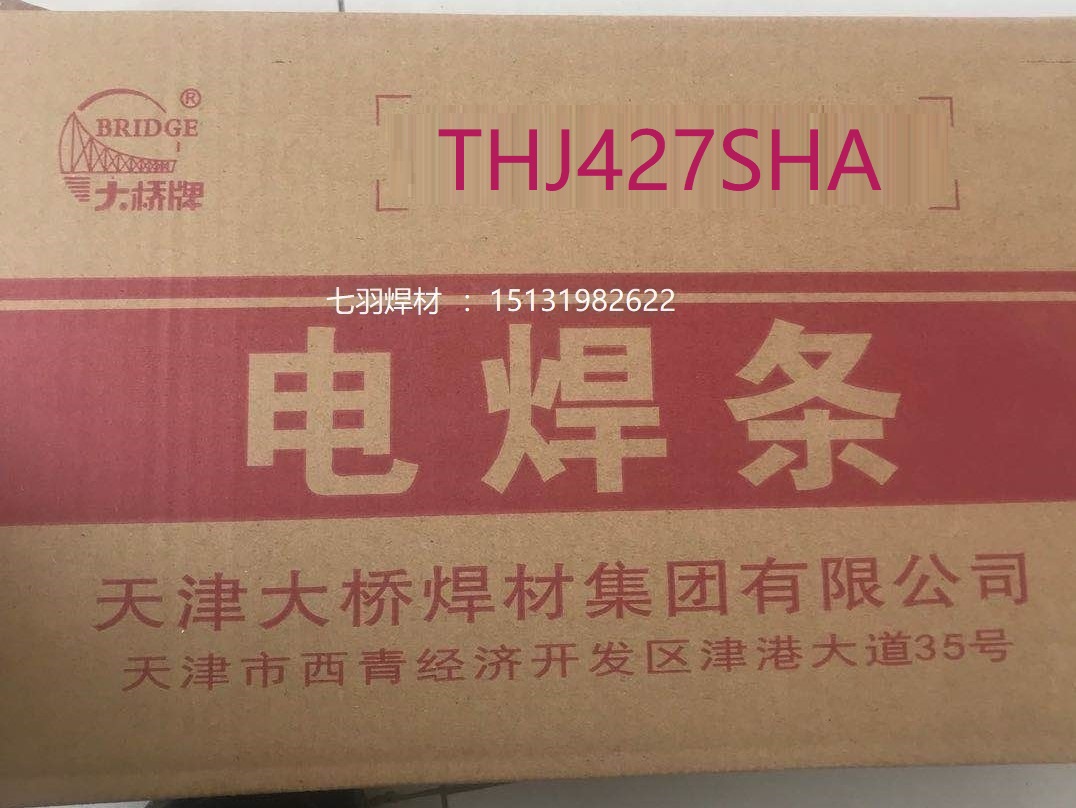 BRIDGE ®
大桥牌
THJ427SHA
七羽焊材 ：15131982622
电焊条
天津大桥焊材集团有限公司
天津市西青经济开发区津港大道35号